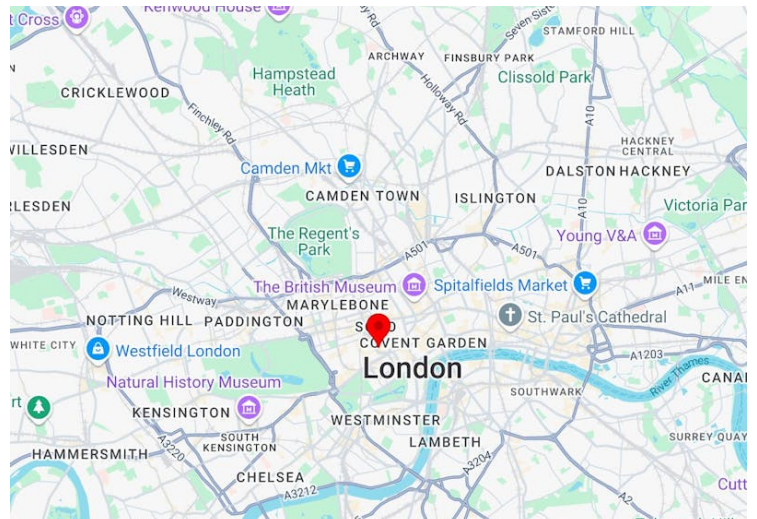 t Cross
Kenwood House
Seven Sist
STAMFORD HILL
ARCHWAY
FINSBURY PARK
Hampstead
Heath
Clissold Park
CRICKLEWOOD
Holloway Rd
Finchley Rd
A10
HACKNEY
CENTRAL
WILLESDEN
Camden Mkt
DALSTON
HACKNEY
CAMDEN TOWN
ISLINGTON
RLESDEN
Victoria Par
A10
The Regent's
Park
Young V&A
A501
A501
The British Museum
Spitalfields Market
A11
MILE EN
Westway
MARYLEBONE
NOTTING HILL
PADDINGTON
St. Paul's Cathedral
WHITE CITY
COVENT GARDEN
Westfield London
A1203
London
River Thames
CANA
Natural History Museum
rt
SOUTHWARK
KENSINGTON
WESTMINSTER
SOUTH
KENSINGTON
LAMBETH
SURREY QUAY
HAMMERSMITH
A3220
A3204
CHELSEA
Cutt
A3212
A2